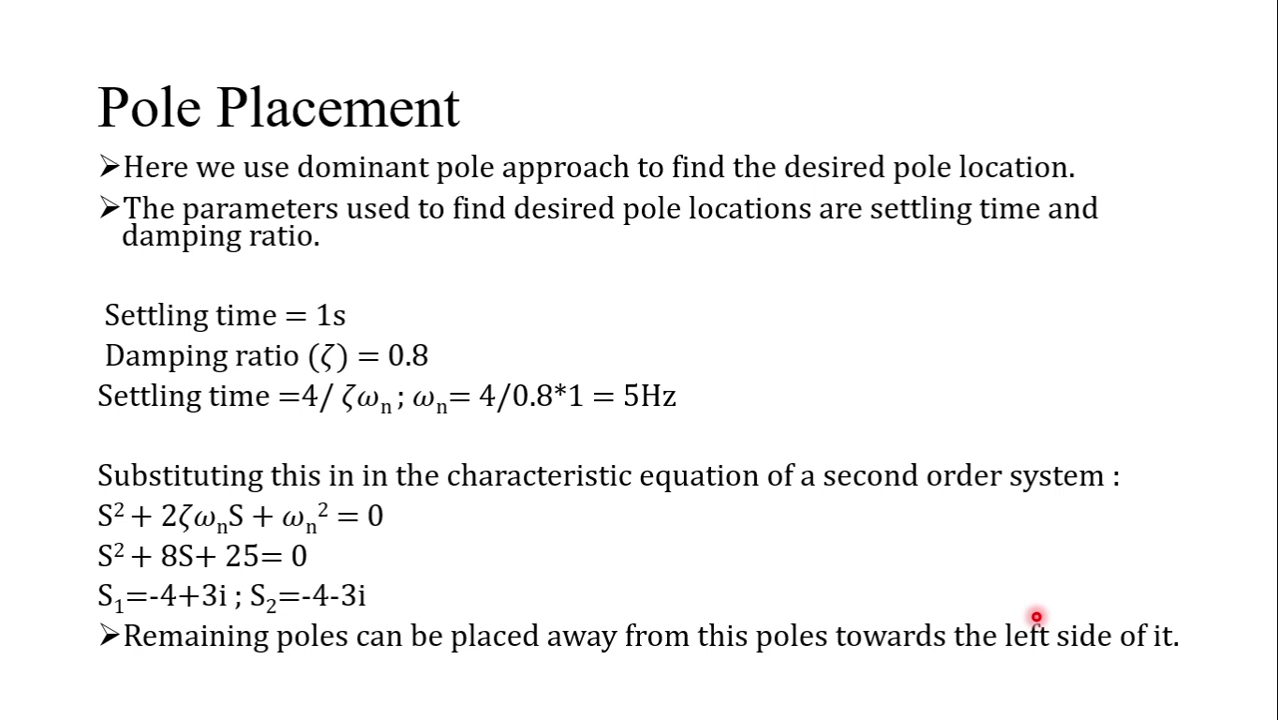 Pole Placement
➢Here we use dominant pole approach to find the desired pole location.
➢The parameters used to find desired pole locations are settling time and
damping ratio.
Settling time = 1s
Damping ratio (ζ) = 0.8
Settling time =4/ ζωₙ ; ωₙ= 4/0.8*1 = 5Hz
Substituting this in in the characteristic equation of a second order system :
S² + 2ζωₙS + ωₙ² = 0
S² + 8S+ 25= 0
S₁=-4+3i ; S₂=-4-3i
➢Remaining poles can be placed away from this poles towards the left side of it.